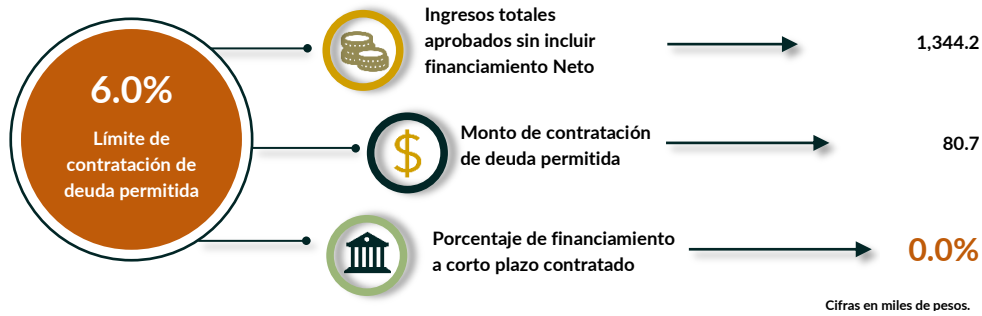 6.0%
Límite de
contratación de
deuda permitida
Ingresos totales
aprobados sin incluir
financiamiento Neto
1,344.2
$
Monto de contratación
de deuda permitida
80.7
Porcentaje de financiamiento
a corto plazo contratado
0.0%
Cifras en miles de pesos.